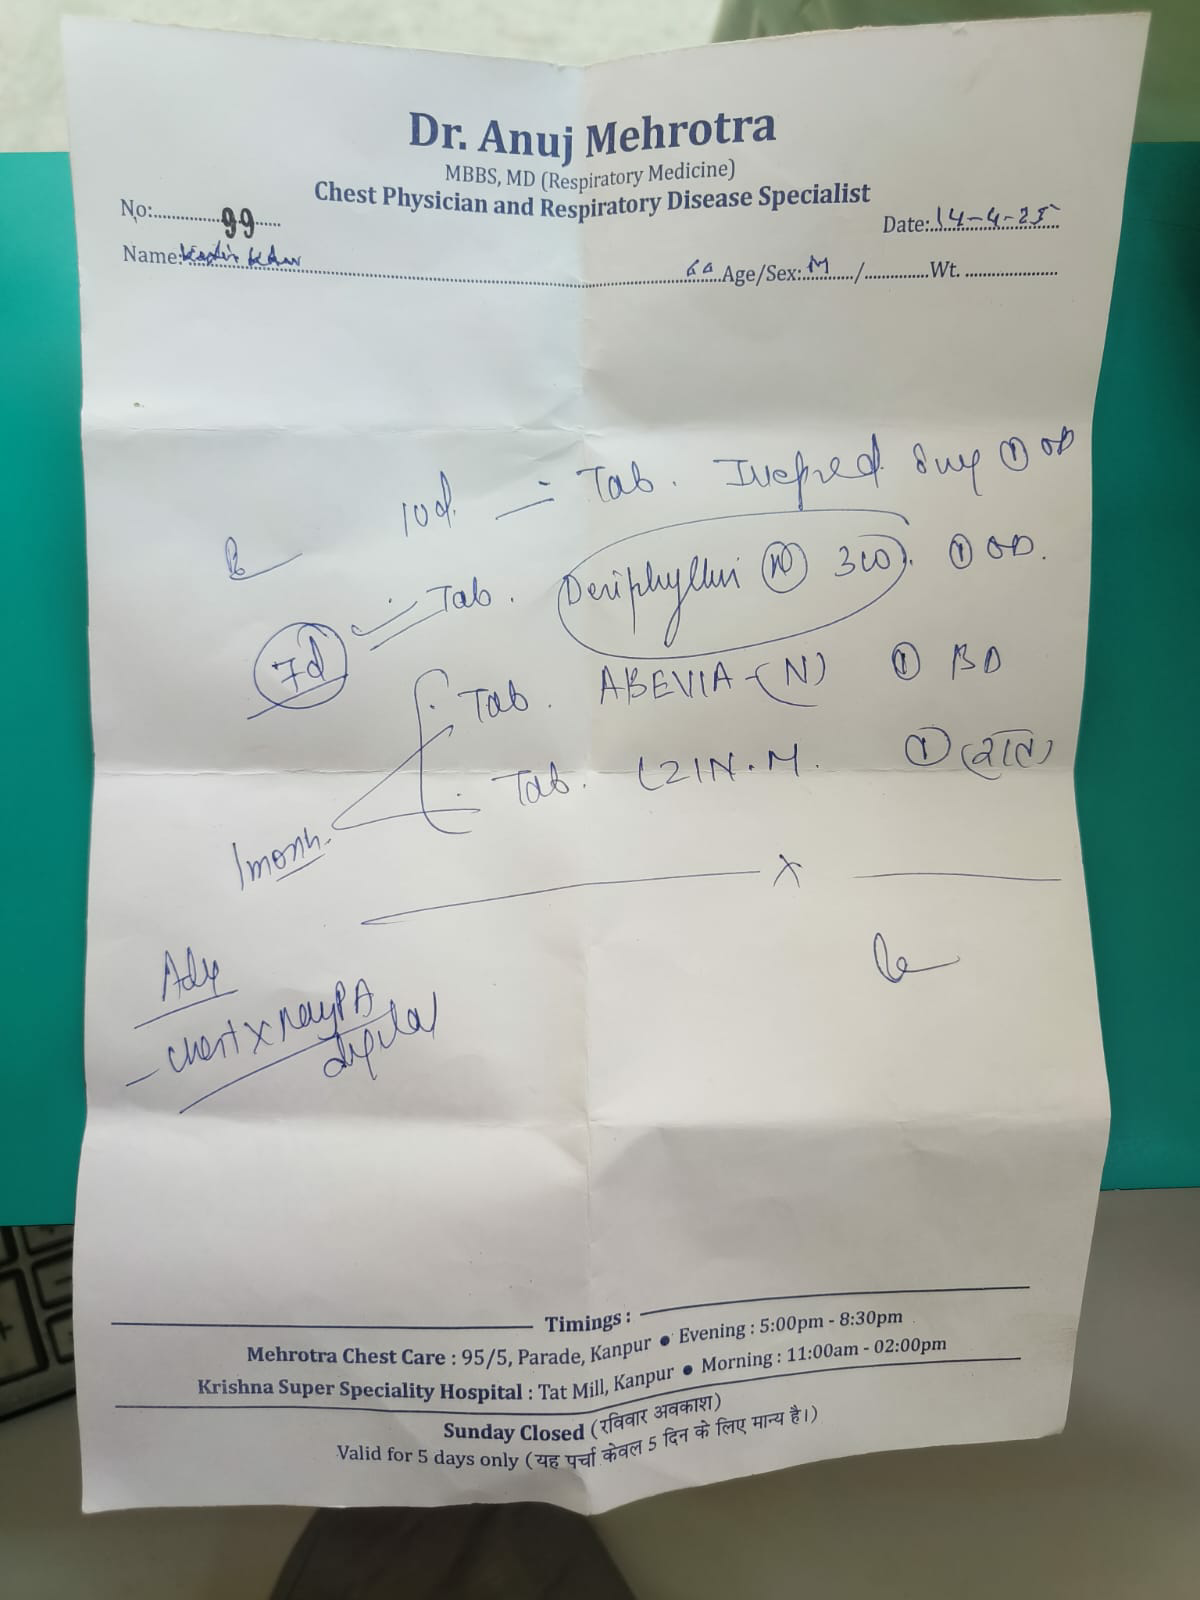 Dr. Anuj Mehrotra
MBBS, MD (Respiratory Medicine)
Chest Physician and Respiratory Disease Specialist
No:..............99......
Date:.14-4-25
Name: Age/Sex: M / Wt.
10d. Tab. 8mg ① OD
7d Tab. Deriphyllin ① OD.
Tab. ABEVIA-(N) ① BD
Tab. LZIN.M. ① (रात)
1month.
X
Adv
- chest x ray PA
digital
Timings :
Mehrotra Chest Care : 95/5, Parade, Kanpur ● Evening : 5:00pm - 8:30pm
Krishna Super Speciality Hospital : Tat Mill, Kanpur ● Morning : 11:00am - 02:00pm
Sunday Closed (रविवार अवकाश)
Valid for 5 days only (यह पर्चा केवल 5 दिन के लिए मान्य है।)